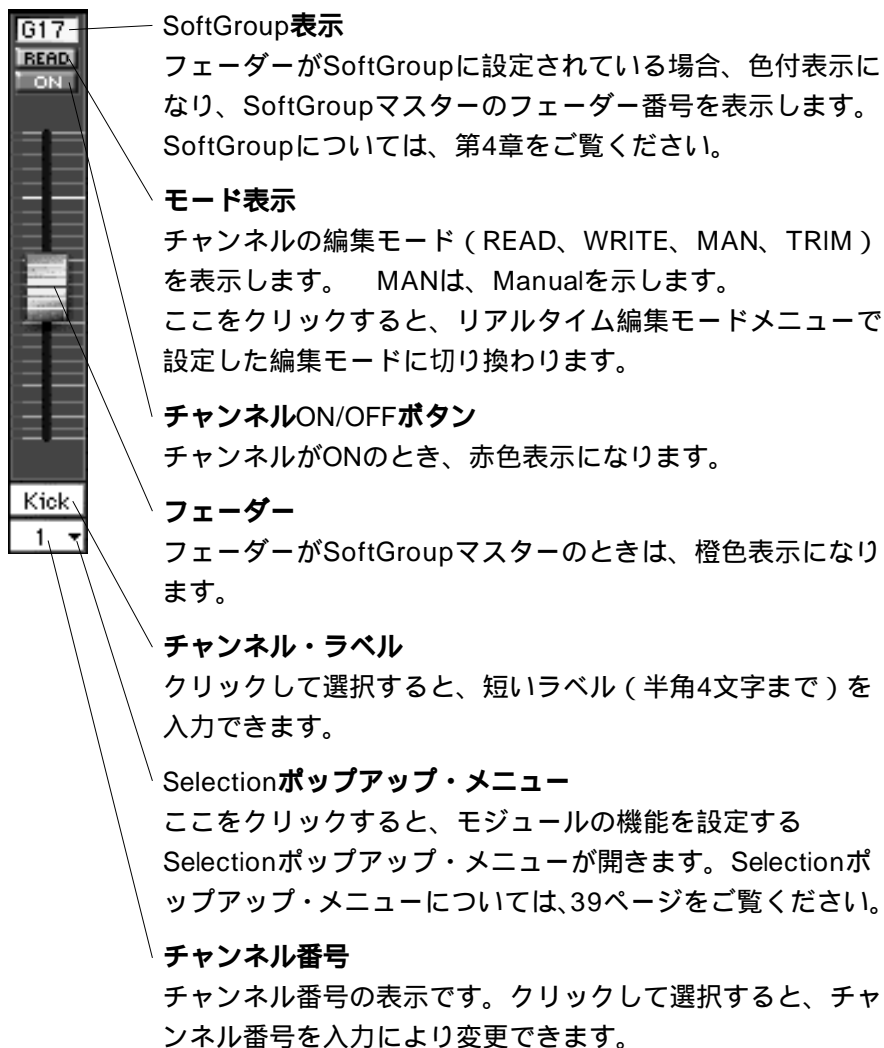 G17
READ
ON
Kick
1
SoftGroup表示
フェーダーがSoftGroupに設定されている場合、色付表示に
なり、SoftGroupマスターのフェーダー番号を表示します。
SoftGroupについては、第4章をご覧ください。
モード表示
チャンネルの編集モード（READ、WRITE、MAN、TRIM）
を表示します。 MANは、Manualを示します。
ここをクリックすると、リアルタイム編集モードメニューで
設定した編集モードに切り換わります。
チャンネルON/OFFボタン
チャンネルがONのとき、赤色表示になります。
フェーダー
フェーダーがSoftGroupマスターのときは、橙色表示になり
ます。
チャンネル・ラベル
クリックして選択すると、短いラベル（半角4文字まで）を
入力できます。
Selectionポップアップ・メニュー
ここをクリックすると、モジュールの機能を設定する
Selectionポップアップ・メニューが開きます。Selectionポ
ップアップ・メニューについては、39ページをご覧ください。
チャンネル番号
チャンネル番号の表示です。クリックして選択すると、チャ
ンネル番号を入力により変更できます。